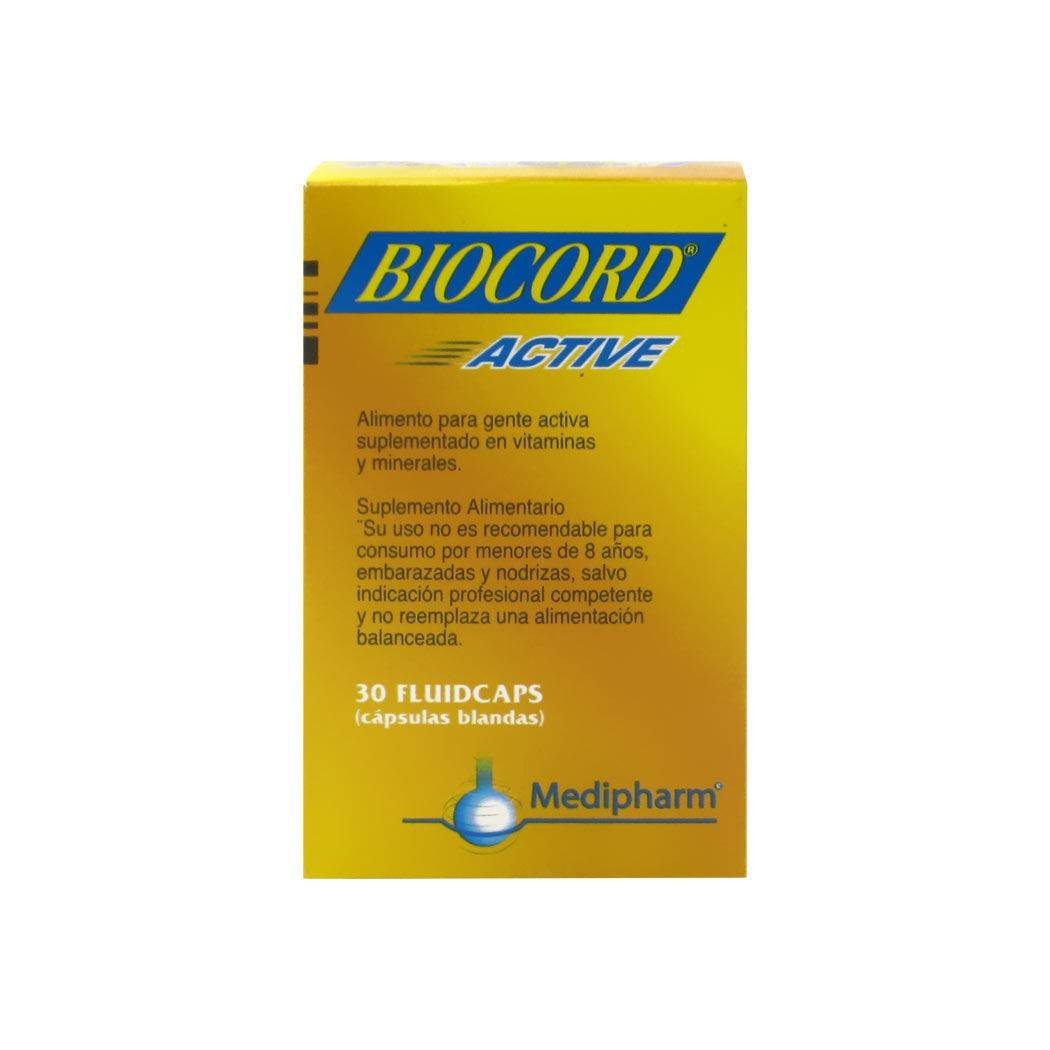 BIOCORD®
ACTIVE
Alimento para gente activa
suplementado en vitaminas
y minerales.
Suplemento Alimentario
¨Su uso no es recomendable para
consumo por menores de 8 años,
embarazadas y nodrizas, salvo
indicación profesional competente
y no reemplaza una alimentación
balanceada.
30 FLUIDCAPS
(cápsulas blandas)
Medipharm®